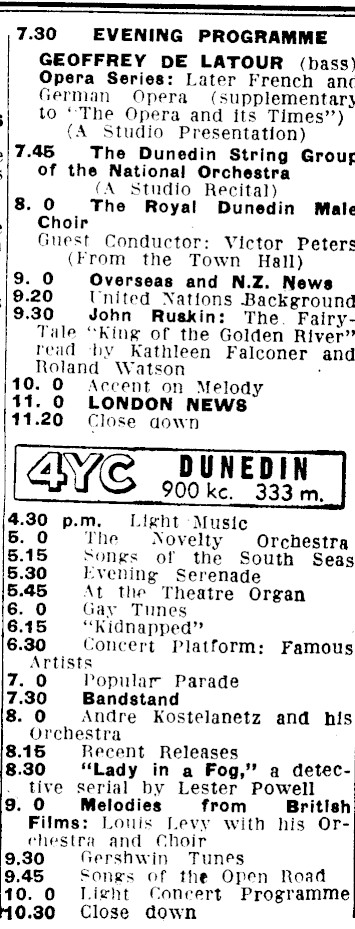 7.30 EVENING PROGRAMME
GEOFFREY DE LATOUR (bass)
Opera Series: Later French and
German Opera (supplementary
to "The Opera and its Times")
(A Studio Presentation)
7.45 The Dunedin String Group
of the National Orchestra
(A Studio Recital)
8. 0 The Royal Dunedin Male
Choir
Guest Conductor: Victor Peters
(From the Town Hall)
9. 0 Overseas and N.Z. News
9.20 United Nations Background
9.30 John Ruskin: The Fairy-
Tale "King of the Golden River"
read by Kathleen Falconer and
Roland Watson
10. 0 Accent on Melody
11. 0 LONDON NEWS
11.20 Close down
4YC DUNEDIN
900 kc. 333 m.
4.30 p.m. Light Music
5. 0 The Novelty Orchestra
5.15 Songs of the South Seas
5.30 Evening Serenade
5.45 At the Theatre Organ
6. 0 Gay Tunes
6.15 "Kidnapped"
6.30 Concert Platform: Famous
Artists
7. 0 Popular Parade
7.30 Bandstand
8. 0 Andre Kostelanetz and his
Orchestra
8.15 Recent Releases
8.30 "Lady in a Fog," a detec-
tive serial by Lester Powell
9. 0 Melodies from British
Films: Louis Levy with his Or-
chestra and Choir
9.30 Gershwin Tunes
9.45 Songs of the Open Road
10. 0 Light Concert Programme
10.30 Close down